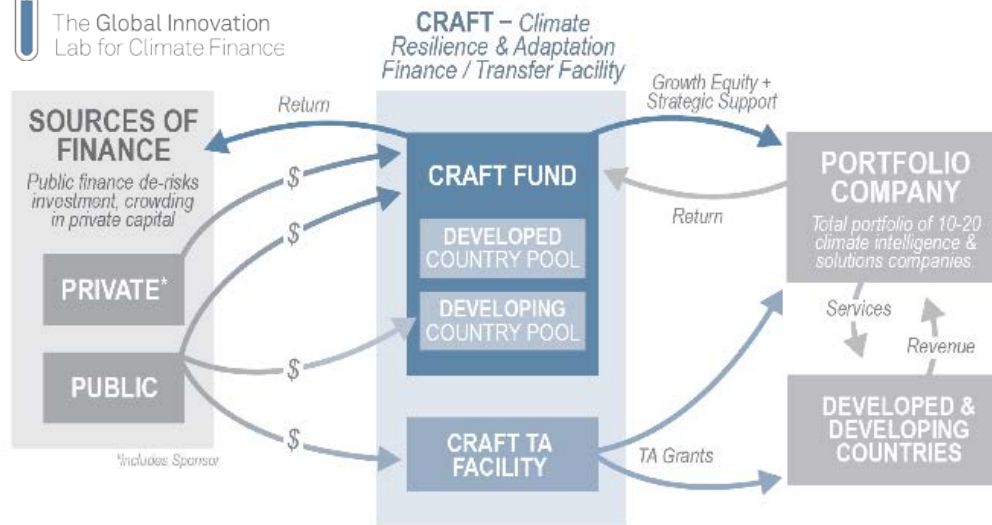 The Global Innovation
Lab for Climate Finance
CRAFT – Climate
Resilience & Adaptation
Finance / Transfer Facility
SOURCES OF
FINANCE
Public finance de-risks
investment, crowding
in private capital
PRIVATE*
PUBLIC
*Includes Sponsor
Return
$
$
$
$
CRAFT FUND
DEVELOPED
COUNTRY POOL
DEVELOPING
COUNTRY POOL
CRAFT TA
FACILITY
Growth Equity +
Strategic Support
Return
TA Grants
PORTFOLIO
COMPANY
Total portfolio of 10-20
climate intelligence &
solutions companies.
Services
Revenue
DEVELOPED &
DEVELOPING
COUNTRIES